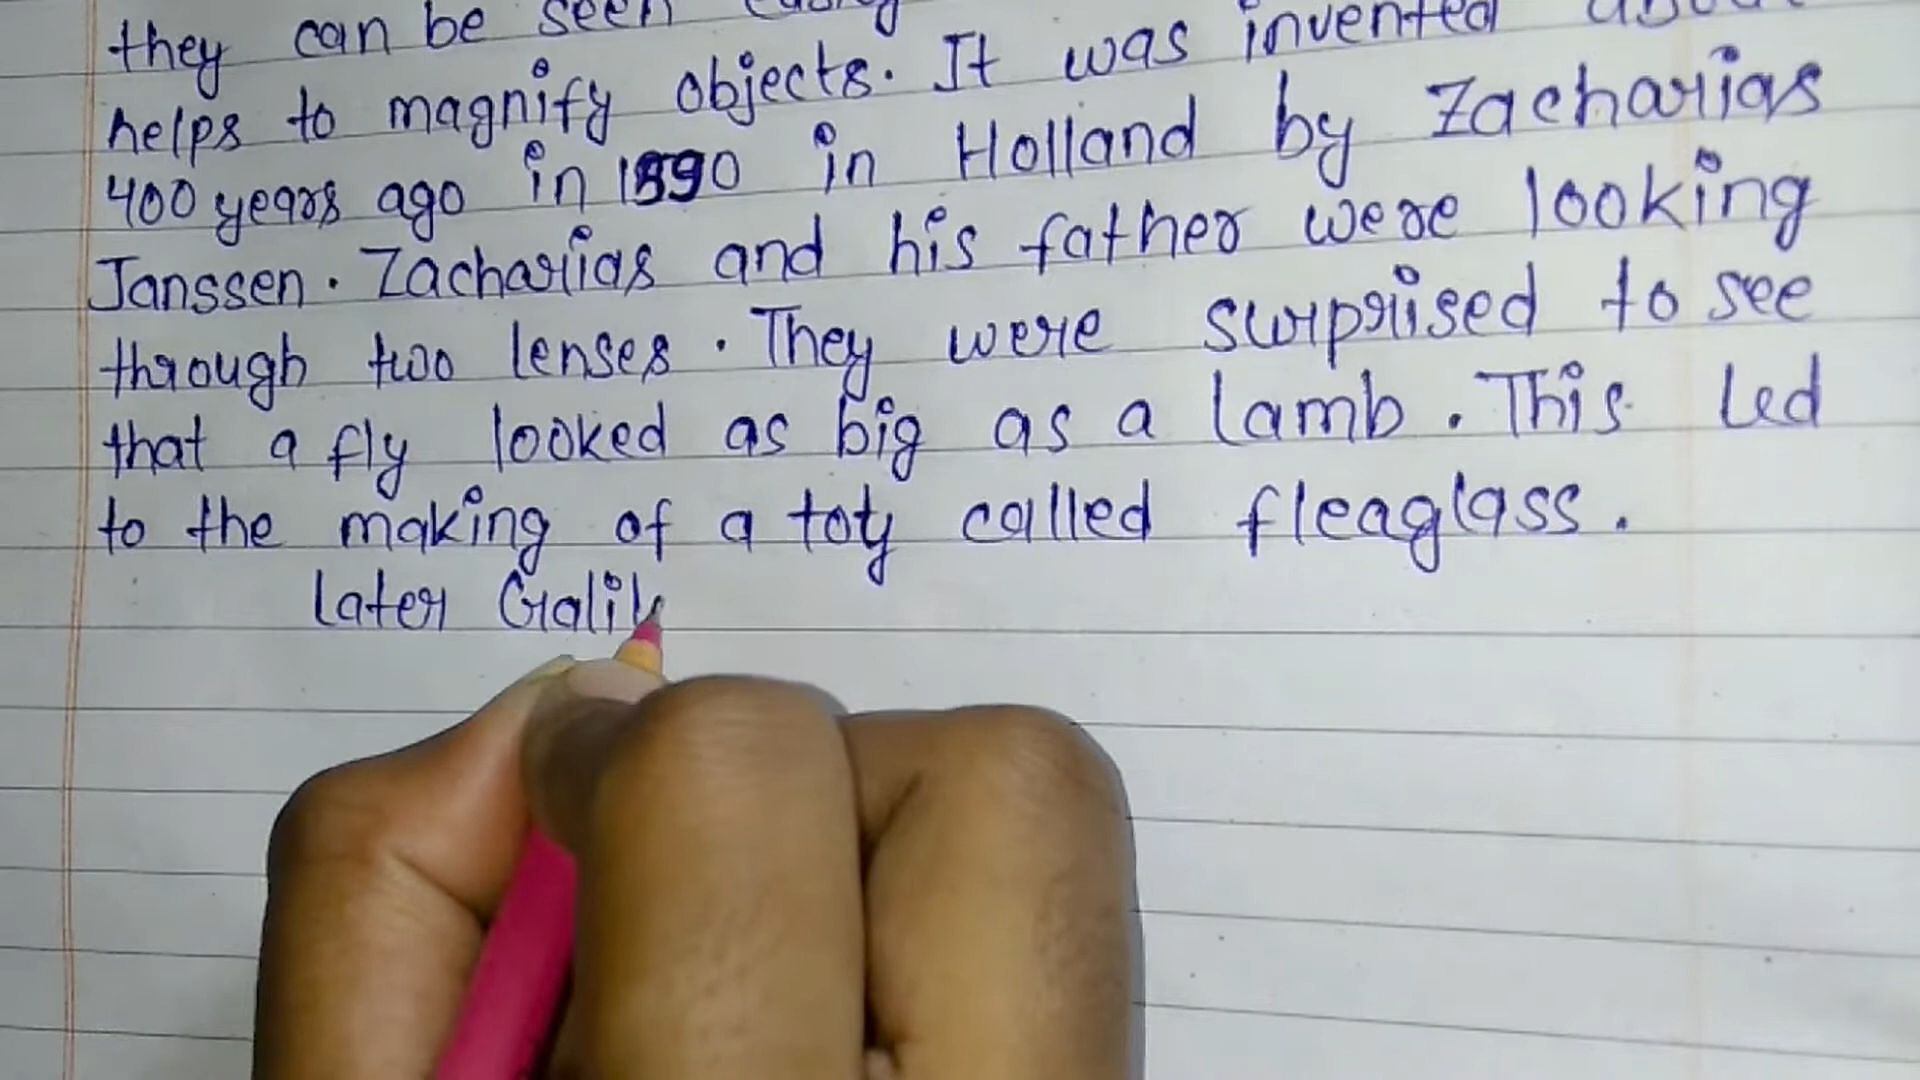 they can be seen easily
helps to magnify objects. It was invented about
400 years ago in 1590 in Holland by Zacharias
Janssen. Zacharias and his father were looking
through two lenses. They were surprised to see
that a fly looked as big as a lamb. This led
to the making of a toy called fleaglass.
Later Galil